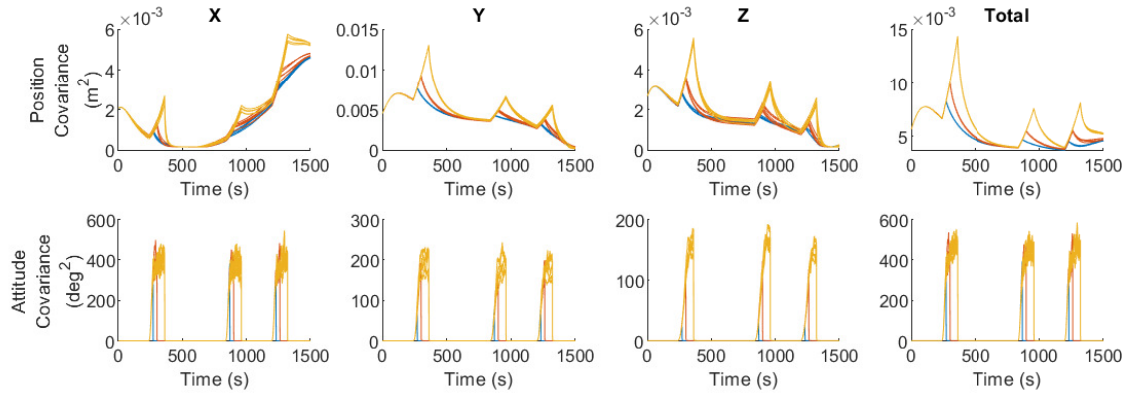 X Y Z Total
×10⁻³ ×10⁻³ ×10⁻³
Position
Covariance
(m²)
6 4 2 0
0.015 0.01 0.005 0
6 4 2 0
15 10 5
0 500 1000 1500
0 500 1000 1500
0 500 1000 1500
0 500 1000 1500
Time (s) Time (s) Time (s) Time (s)
Attitude
Covariance
(deg²)
600 400 200 0
300 200 100 0
200 100 0
600 400 200 0
0 500 1000 1500
0 500 1000 1500
0 500 1000 1500
0 500 1000 1500
Time (s) Time (s) Time (s) Time (s)